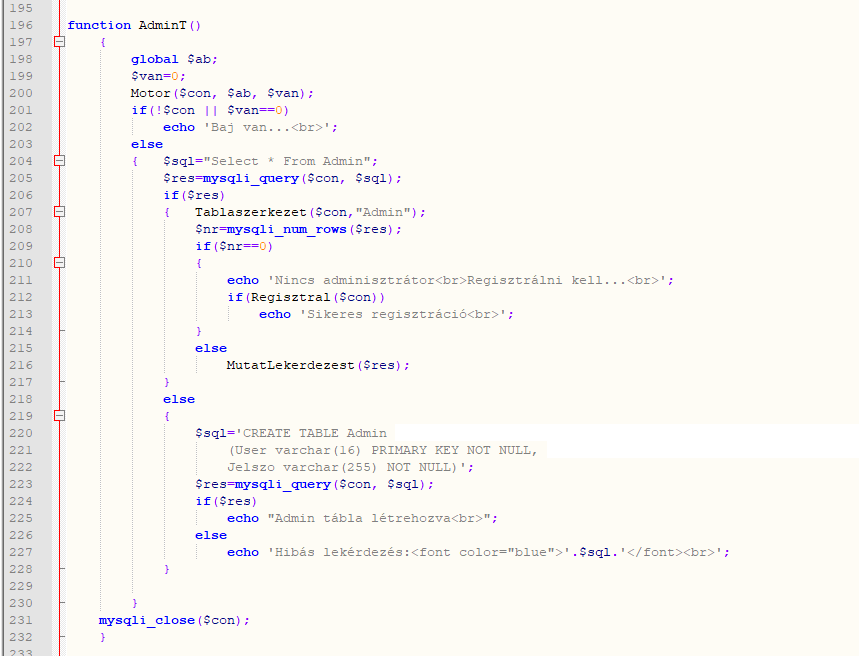 195
196 function AdminT()
197 {
198 global $ab;
199 $van=0;
200 Motor($con, $ab, $van);
201 if(!$con || $van==0)
202 echo 'Baj van...<br>';
203 else
204 { $sql="Select * From Admin";
205 $res=mysqli_query($con, $sql);
206 if($res)
207 { Tablaszerkezet($con,"Admin");
208 $nr=mysqli_num_rows($res);
209 if($nr==0)
210 {
211 echo 'Nincs adminisztrátor<br>Regisztrálni kell...<br>';
212 if(Regisztral($con))
213 echo 'Sikeres regisztráció<br>';
214 }
215 else
216 MutatLekerdezest($res);
217 }
218 else
219 {
220 $sql='CREATE TABLE Admin
221 (User varchar(16) PRIMARY KEY NOT NULL,
222 Jelszo varchar(255) NOT NULL)';
223 $res=mysqli_query($con, $sql);
224 if($res)
225 echo "Admin tábla létrehozva<br>";
226 else
227 echo 'Hibás lekérdezés:<font color="blue">'.$sql.'</font><br>';
228 }
229
230 }
231 mysqli_close($con);
232 }
233